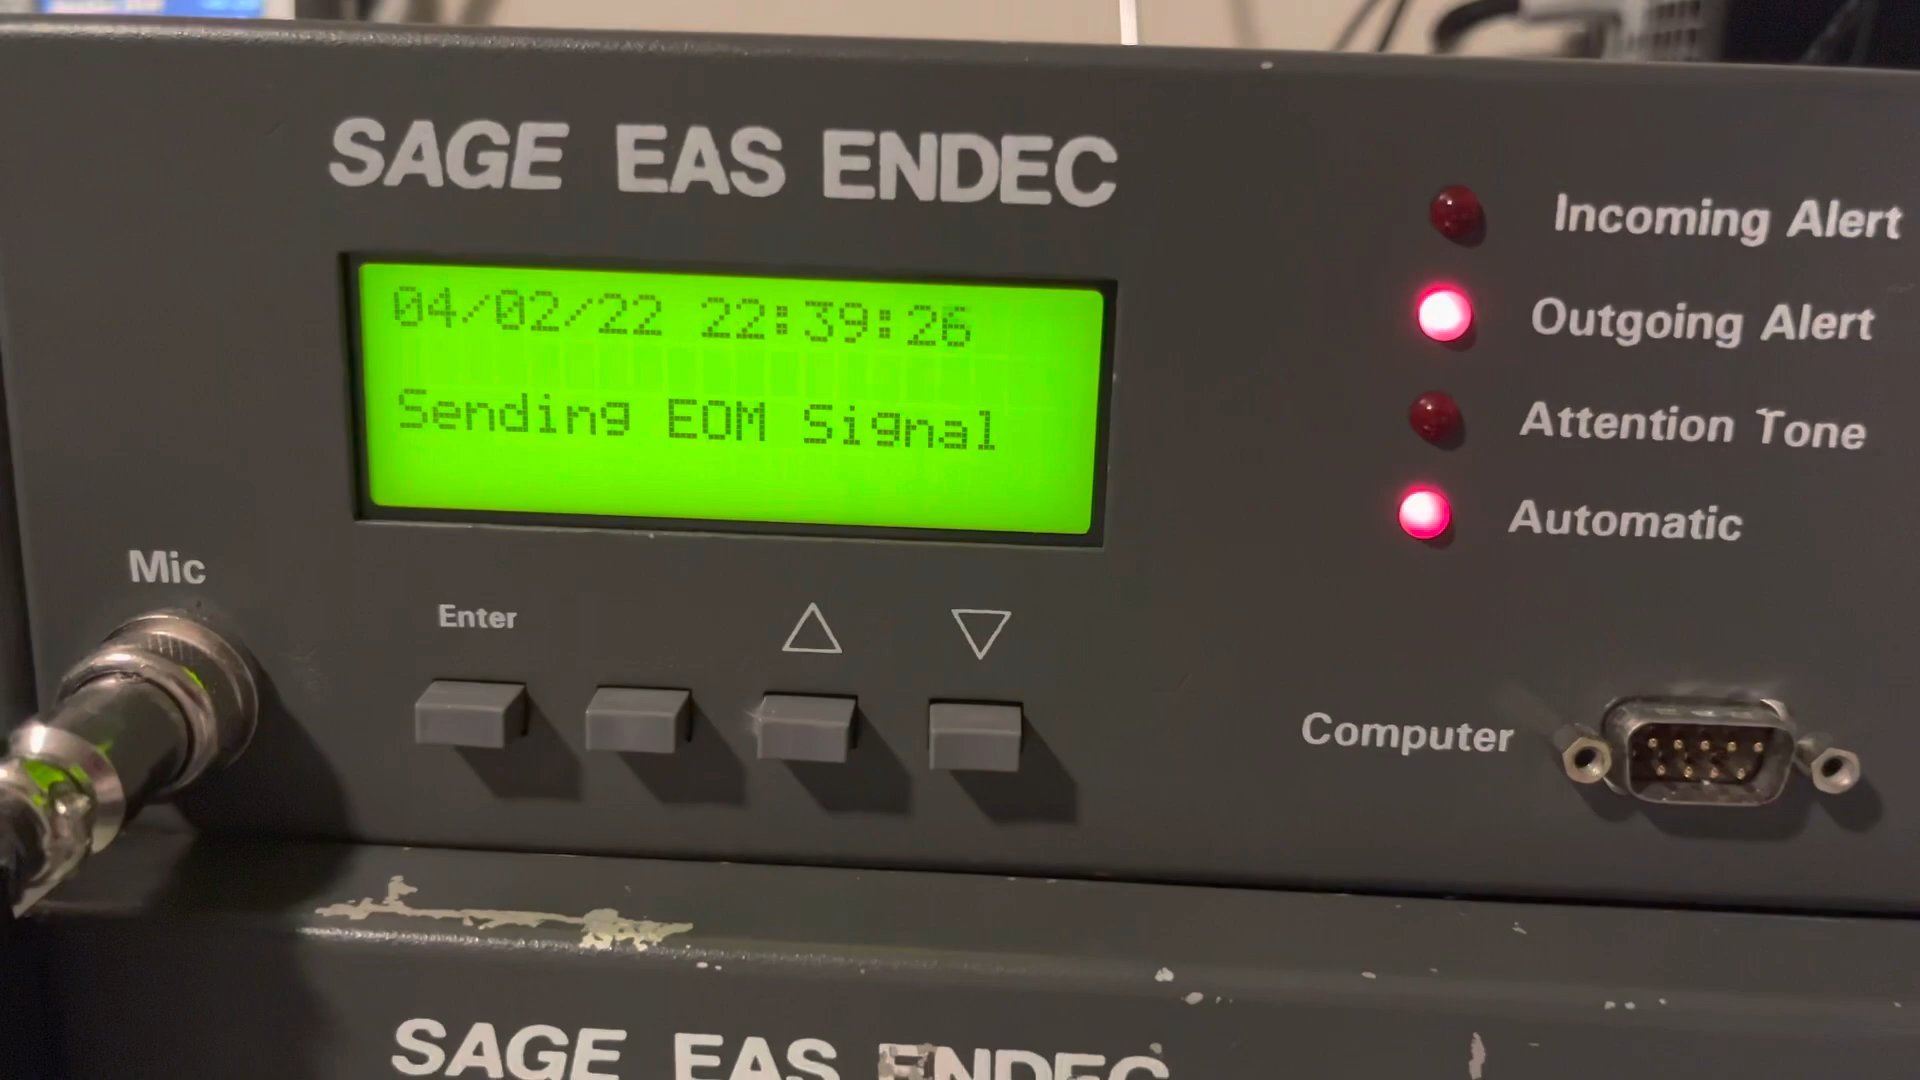 SAGE EAS ENDEC
04/02/22 22:39:26
Sending EOM Signal
Incoming Alert
Outgoing Alert
Attention Tone
Automatic
Mic
Enter
Computer
SAGE EAS ENDEC